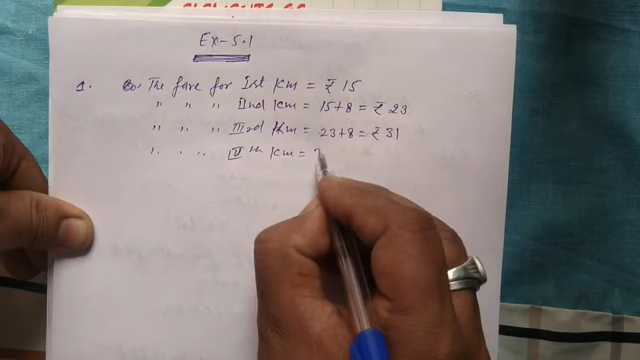 Ex-5.1
1. The fare for Ist km = ₹ 15
" " " IInd km = 15+8 = ₹ 23
" " " IIIrd km = 23+8 = ₹ 31
" " " IVth km =